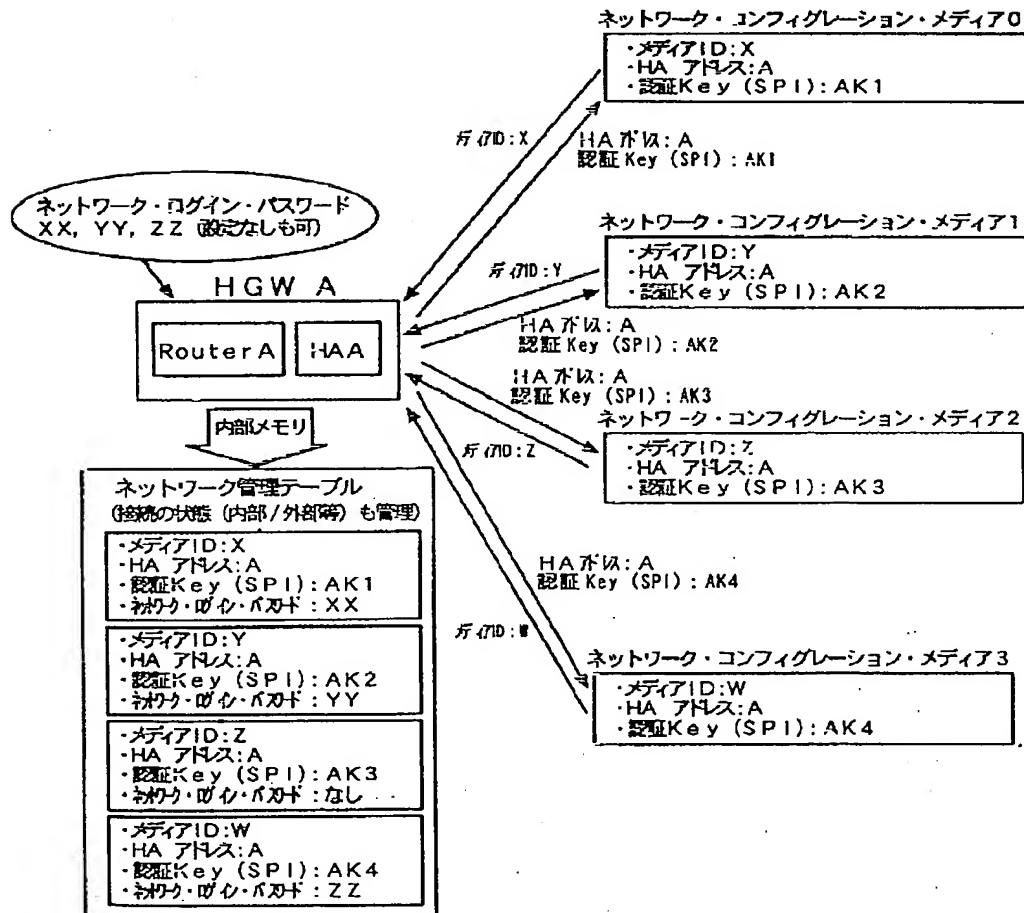 ネットワーク・コンフィグレーション・メディア0
・メディアID:X
・HA アドレス:A
・認証Key (SPI):AK1
メディアID:X
HAアドレス:A
認証Key (SPI):AK1
ネットワーク・ログイン・パスワード
XX, YY, ZZ (設定なしも可)
HGW A
RouterA
HAA
ネットワーク・コンフィグレーション・メディア1
・メディアID:Y
・HA アドレス:A
・認証Key (SPI):AK2
メディアID:Y
HAアドレス:A
認証Key (SPI):AK2
HAアドレス:A
認証Key (SPI):AK3
ネットワーク・コンフィグレーション・メディア2
・メディアID:Z
・HA アドレス:A
・認証Key (SPI):AK3
メディアID:Z
内部メモリ
ネットワーク管理テーブル
(接続の状態(内部/外部等)も管理)
・メディアID:X
・HA アドレス:A
・認証Key (SPI):AK1
・ネットワーク・ログイン・パスワード:XX
・メディアID:Y
・HA アドレス:A
・認証Key (SPI):AK2
・ネットワーク・ログイン・パスワード:YY
・メディアID:Z
・HA アドレス:A
・認証Key (SPI):AK3
・ネットワーク・ログイン・パスワード:なし
・メディアID:W
・HA アドレス:A
・認証Key (SPI):AK4
・ネットワーク・ログイン・パスワード:ZZ
HAアドレス:A
認証Key (SPI):AK4
メディアID:W
ネットワーク・コンフィグレーション・メディア3
・メディアID:W
・HA アドレス:A
・認証Key (SPI):AK4